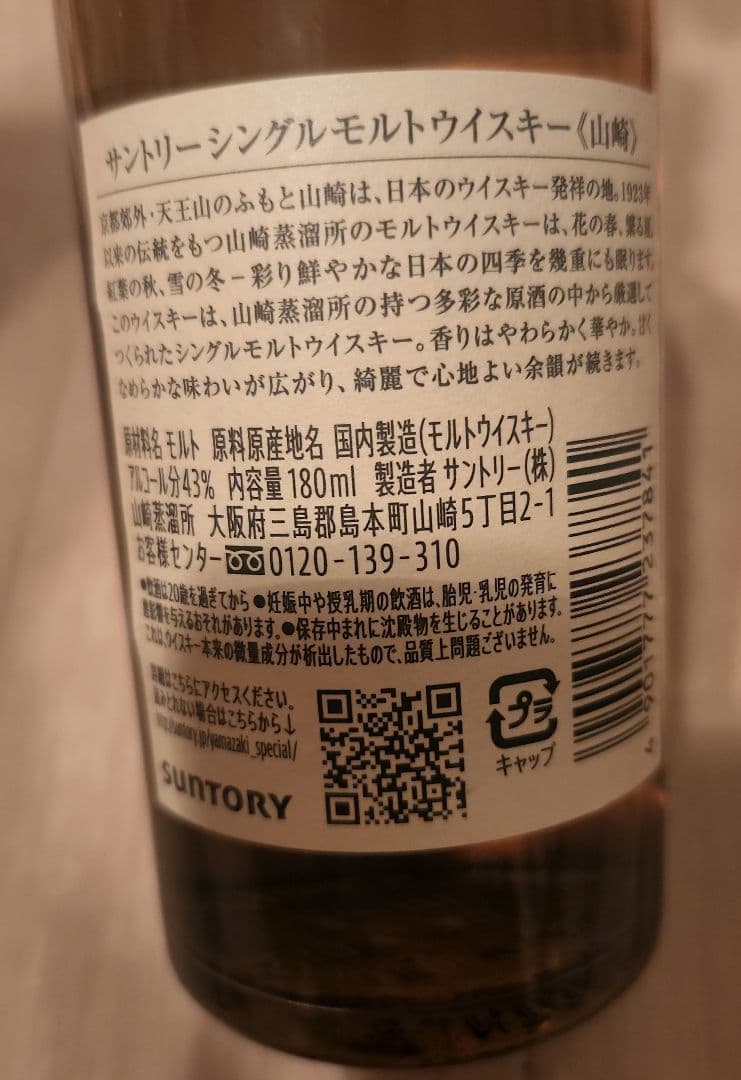 サントリー シングルモルトウイスキー《山崎》
京都郊外・天王山のふもと山崎は、日本のウイスキー発祥の地。1923年
以来の伝統をもつ山崎蒸溜所のモルトウイスキーは、花の春、
紅葉の秋、雪の冬−彩り鮮やかな日本の四季を幾重にも眠ります。
このウイスキーは、山崎蒸溜所の持つ多彩な原酒の中から厳選して
つくられたシングルモルトウイスキー。香りはやわらかく華やか。甘く
なめらかな味わいが広がり、綺麗で心地よい余韻が続きます。
原材料名 モルト 原料原産地名 国内製造(モルトウイスキー)
アルコール分43% 内容量 180ml 製造者 サントリー(株)
山崎蒸溜所 大阪府三島郡島本町山崎5丁目2-1
お客様センター 0120-139-310
●飲酒は20歳を過ぎてから ●妊娠中や授乳期の飲酒は、胎児・乳児の発育に
悪影響を与えるおそれがあります。●保存中まれに沈殿物を生じることがあります。
これは、ウイスキー本来の微量成分が析出したもので、品質上問題ございません。
詳細はこちらにアクセスください。
読みとれない場合はこちらから↓
http://suntory.jp/yamazaki_special/
SUNTORY
プラ
キャップ
4 901777 237841